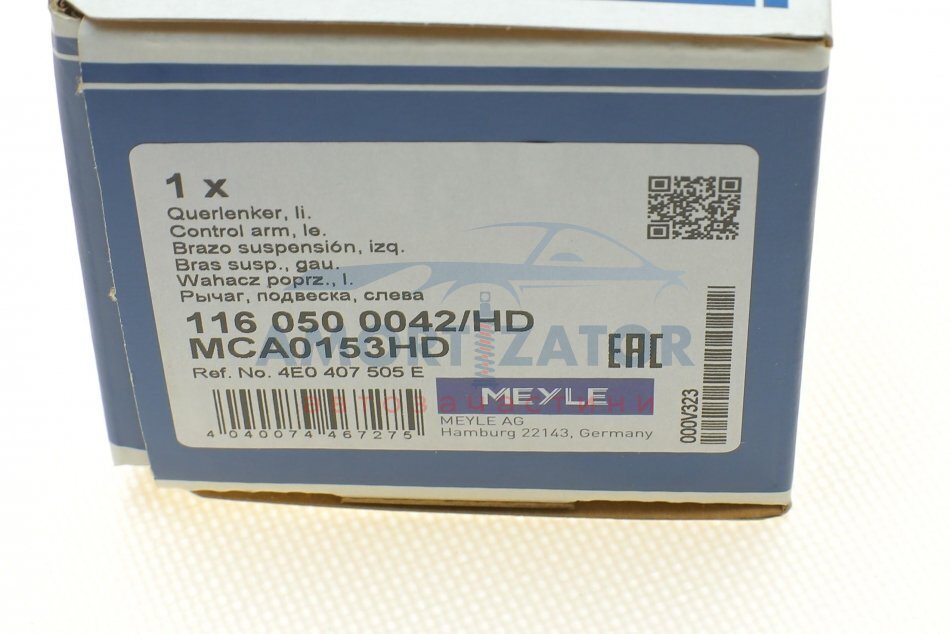 1 x
Querlenker, li.
Control arm, le.
Brazo suspensión, izq.
Bras susp., gau.
Wahacz poprz., l.
Рычаг, подвеска, слева
116 050 0042/HD
MCA0153HD
AMORTIZATOR
EAC
Ref. No. 4E0 407 505 E
MEYLE
автозапчастини
4 040074 467275
MEYLE AG
Hamburg 22143, Germany
000V323